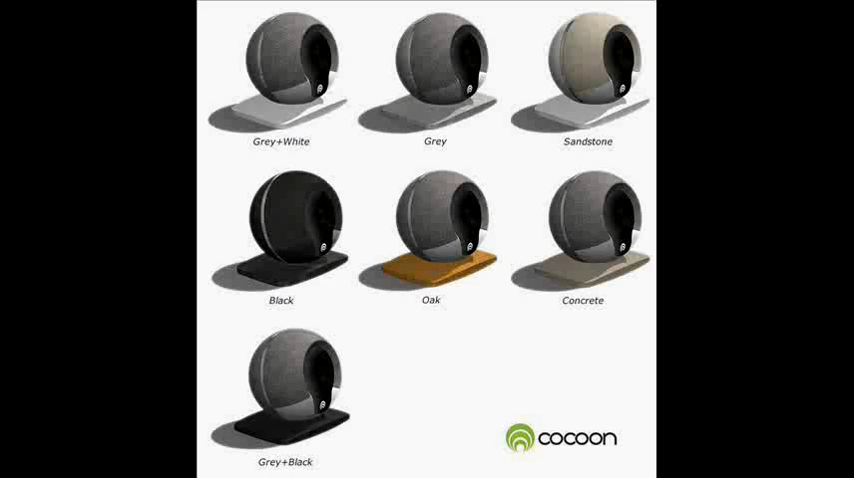 Grey+White
Grey
Sandstone
Black
Oak
Concrete
Grey+Black
cocoon